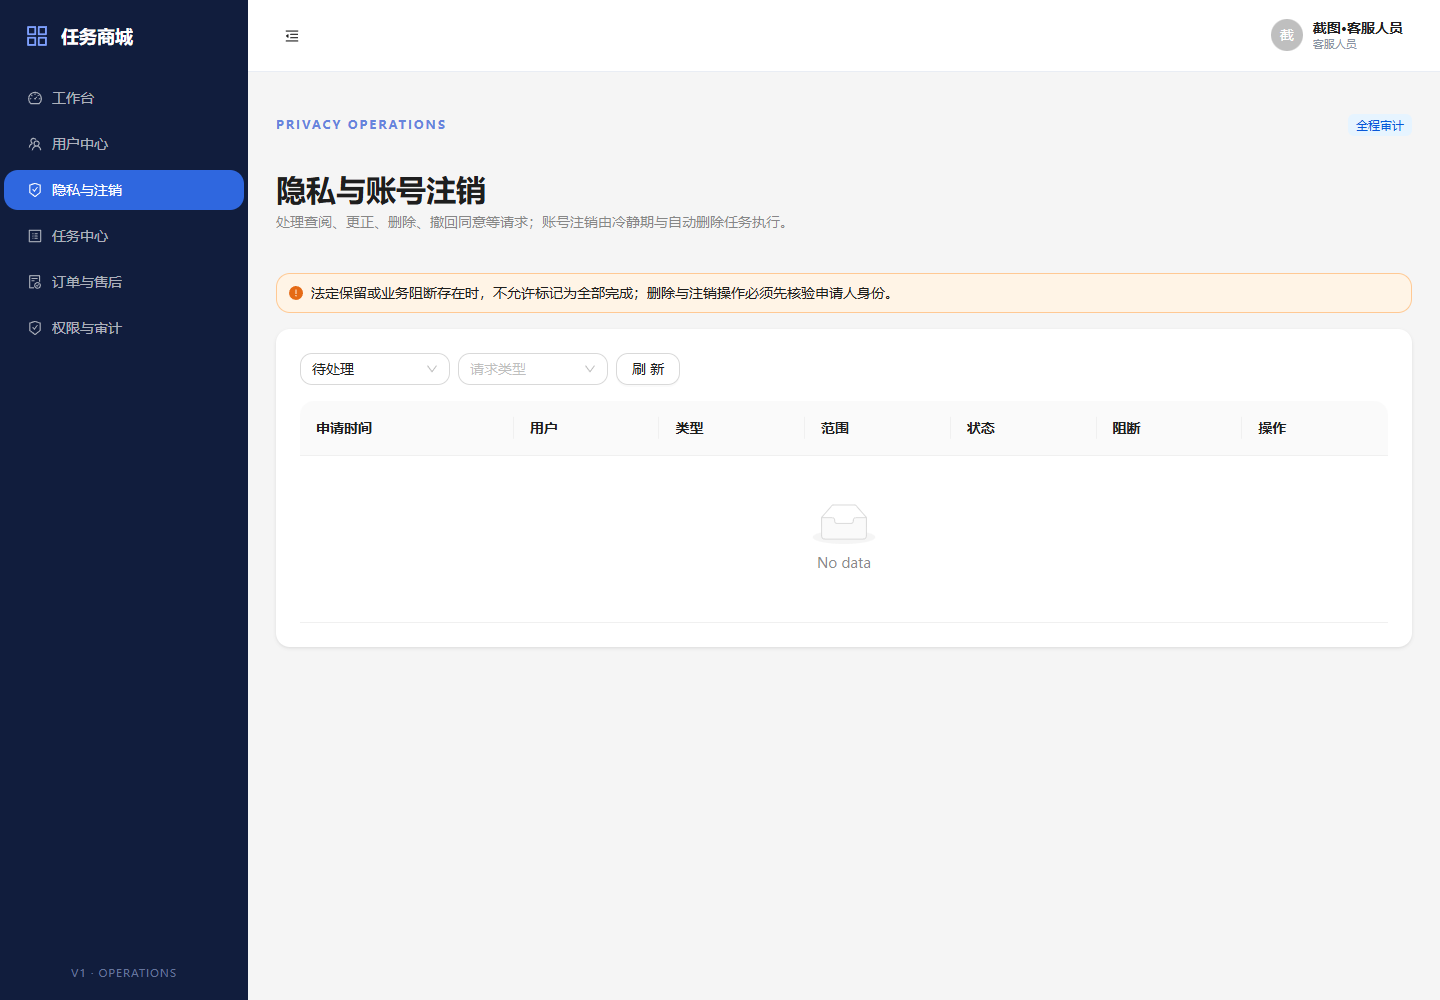 任务商城
工作台
用户中心
隐私与注销
任务中心
订单与售后
权限与审计
V1 · OPERATIONS
截
截图•客服人员
客服人员
PRIVACY OPERATIONS
全程审计
隐私与账号注销
处理查阅、更正、删除、撤回同意等请求；账号注销由冷静期与自动删除任务执行。
法定保留或业务阻断存在时，不允许标记为全部完成；删除与注销操作必须先核验申请人身份。
待处理 请求类型 刷 新
申请时间 用户 类型 范围 状态 阻断 操作
No data